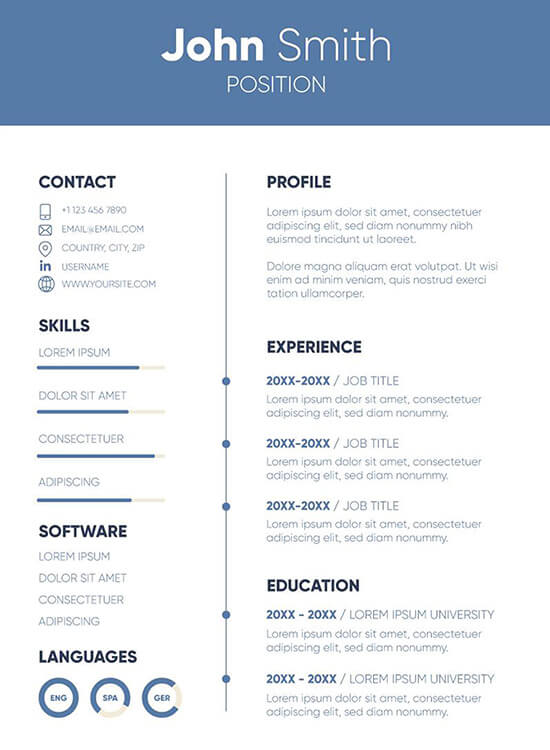 John Smith
POSITION
CONTACT
+1 123 456 7890
EMAIL@EMAIL.COM
COUNTRY, CITY, ZIP
in USERNAME
WWW.YOURSITE.COM
SKILLS
LOREM IPSUM
DOLOR SIT AMET
CONSECTETUER
ADIPISCING
SOFTWARE
LOREM IPSUM
DOLOR SIT AMET
CONSECTETUER
ADIPISCING
LANGUAGES
ENG SPA GER
PROFILE
Lorem ipsum dolor sit amet, consectetuer
adipiscing elit, sed diam nonummy nibh
euismod tincidunt ut laoreet.
Dolore magna aliquam erat volutpat. Ut wisi
enim ad minim veniam, quis nostrud exerci
tation ullamcorper.
EXPERIENCE
20XX-20XX / JOB TITLE
Lorem ipsum dolor sit amet, consectetuer
adipiscing elit, sed diam nonummy.
20XX-20XX / JOB TITLE
Lorem ipsum dolor sit amet, consectetuer
adipiscing elit, sed diam nonummy.
20XX-20XX / JOB TITLE
Lorem ipsum dolor sit amet, consectetuer
adipiscing elit, sed diam nonummy.
EDUCATION
20XX - 20XX / LOREM IPSUM UNIVERSITY
Lorem ipsum dolor sit amet, consectetuer
adipiscing elit, sed diam nonummy.
20XX - 20XX / LOREM IPSUM UNIVERSITY
Lorem ipsum dolor sit amet, consectetuer
adipiscing elit, sed diam nonummy.